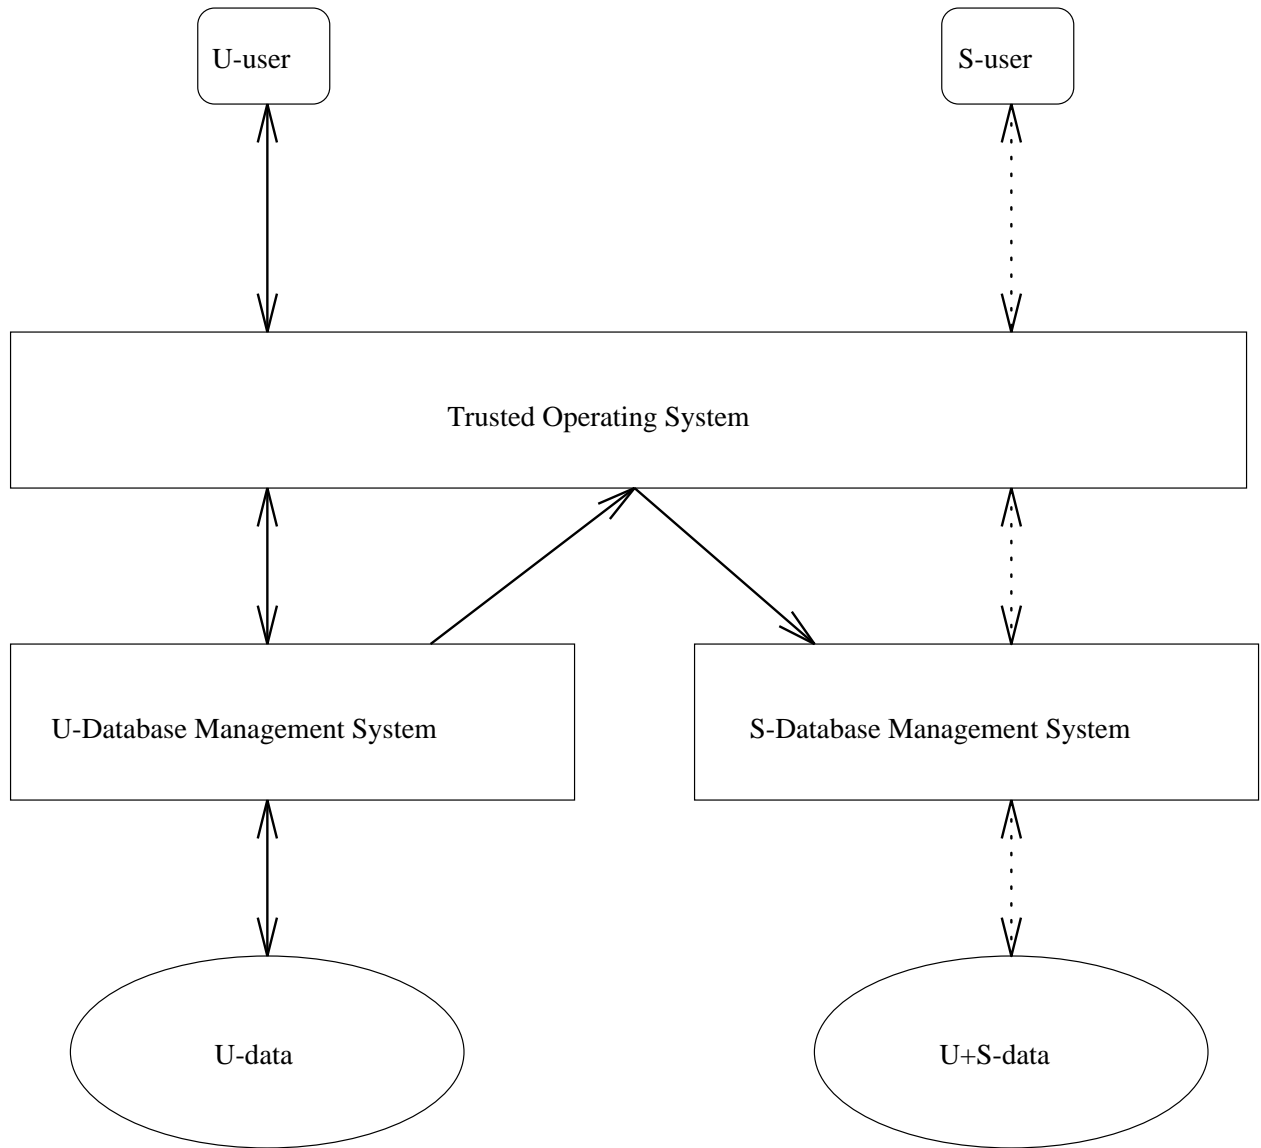 U-user
S-user
Trusted Operating System
U-Database Management System
S-Database Management System
U-data
U+S-data